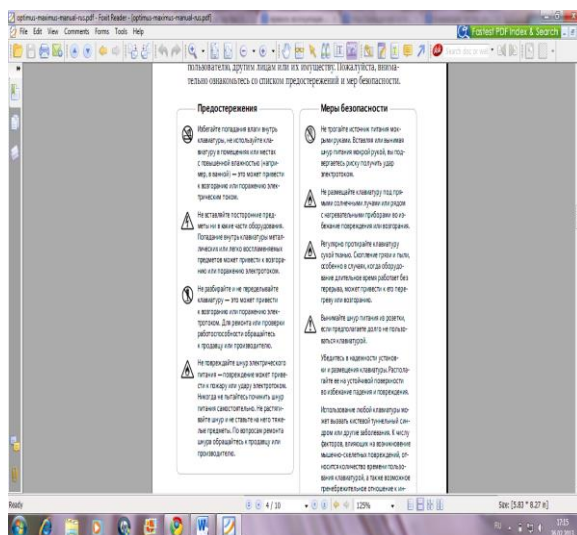 optimus-maximus-manual-rus.pdf - Foxit Reader - [optimus-maximus-manual-rus.pdf]
File Edit View Comments Forms Tools Help
Fastest PDF Index & Search
пользователю, другим лицам или их имуществу. Пожалуйста, внима-
тельно ознакомьтесь со списком предостережений и мер безопасности.
Предостережения
Избегайте попадания влаги внутрь
клавиатуры, не используйте кла-
виатуру в помещениях или местах
с повышенной влажностью (напри-
мер, в ванной) — это может привести
к возгоранию или поражению элек-
трическим током.
Не вставляйте посторонние пред-
меты ни в какие части оборудования.
Попадание внутрь клавиатуры метал-
лических или легко воспламеняемых
предметов может привести к возгора-
нию или поражению электротоком.
Не разбирайте и не переделывайте
клавиатуру — это может привести
к возгоранию или поражению элек-
тротоком. Для ремонта или проверки
работоспособности обращайтесь
к продавцу или производителю.
Не повреждайте шнур электрического
питания — повреждение может приве-
сти к пожару или удару электротоком.
Никогда не пытайтесь починить шнур
питания самостоятельно. Не растяги-
вайте шнур и не ставьте на него тяже-
лые предметы. По вопросам ремонта
шнура обращайтесь к продавцу или
производителю.
Меры безопасности
Не трогайте источник питания мок-
рыми руками. Вставляя или вынимая
шнур питания мокрой рукой, вы под-
вергаетесь риску получить удар
электротоком.
Не размещайте клавиатуру под пря-
мыми солнечными лучами или рядом
с нагревательными приборами во из-
бежание повреждения или возгорания.
Регулярно протирайте клавиатуру
сухой тканью. Скопление грязи и пыли,
особенно в случаях, когда оборудо-
вание длительное время работает без
перерыва, может привести к его пере-
греву или возгоранию.
Вынимайте шнур питания из розетки,
если предполагаете долго не пользо-
ваться клавиатурой.
Убедитесь в надежности установ-
ки и размещения клавиатуры. Распола-
гайте ее на устойчивой поверхности
во избежание падения и повреждения.
Использование любой клавиатуры мо-
жет вызвать кистевой туннельный син-
дром или другие заболевания. К числу
факторов, влияющих на возникновение
мышечно-скелетных повреждений, от-
носится количество времени пользо-
вания клавиатурой, а также возможное
пренебрежительное отношение к ин-
Ready
4 / 10
125%
Size: [5.83 * 8.27 in]
RU
17:15